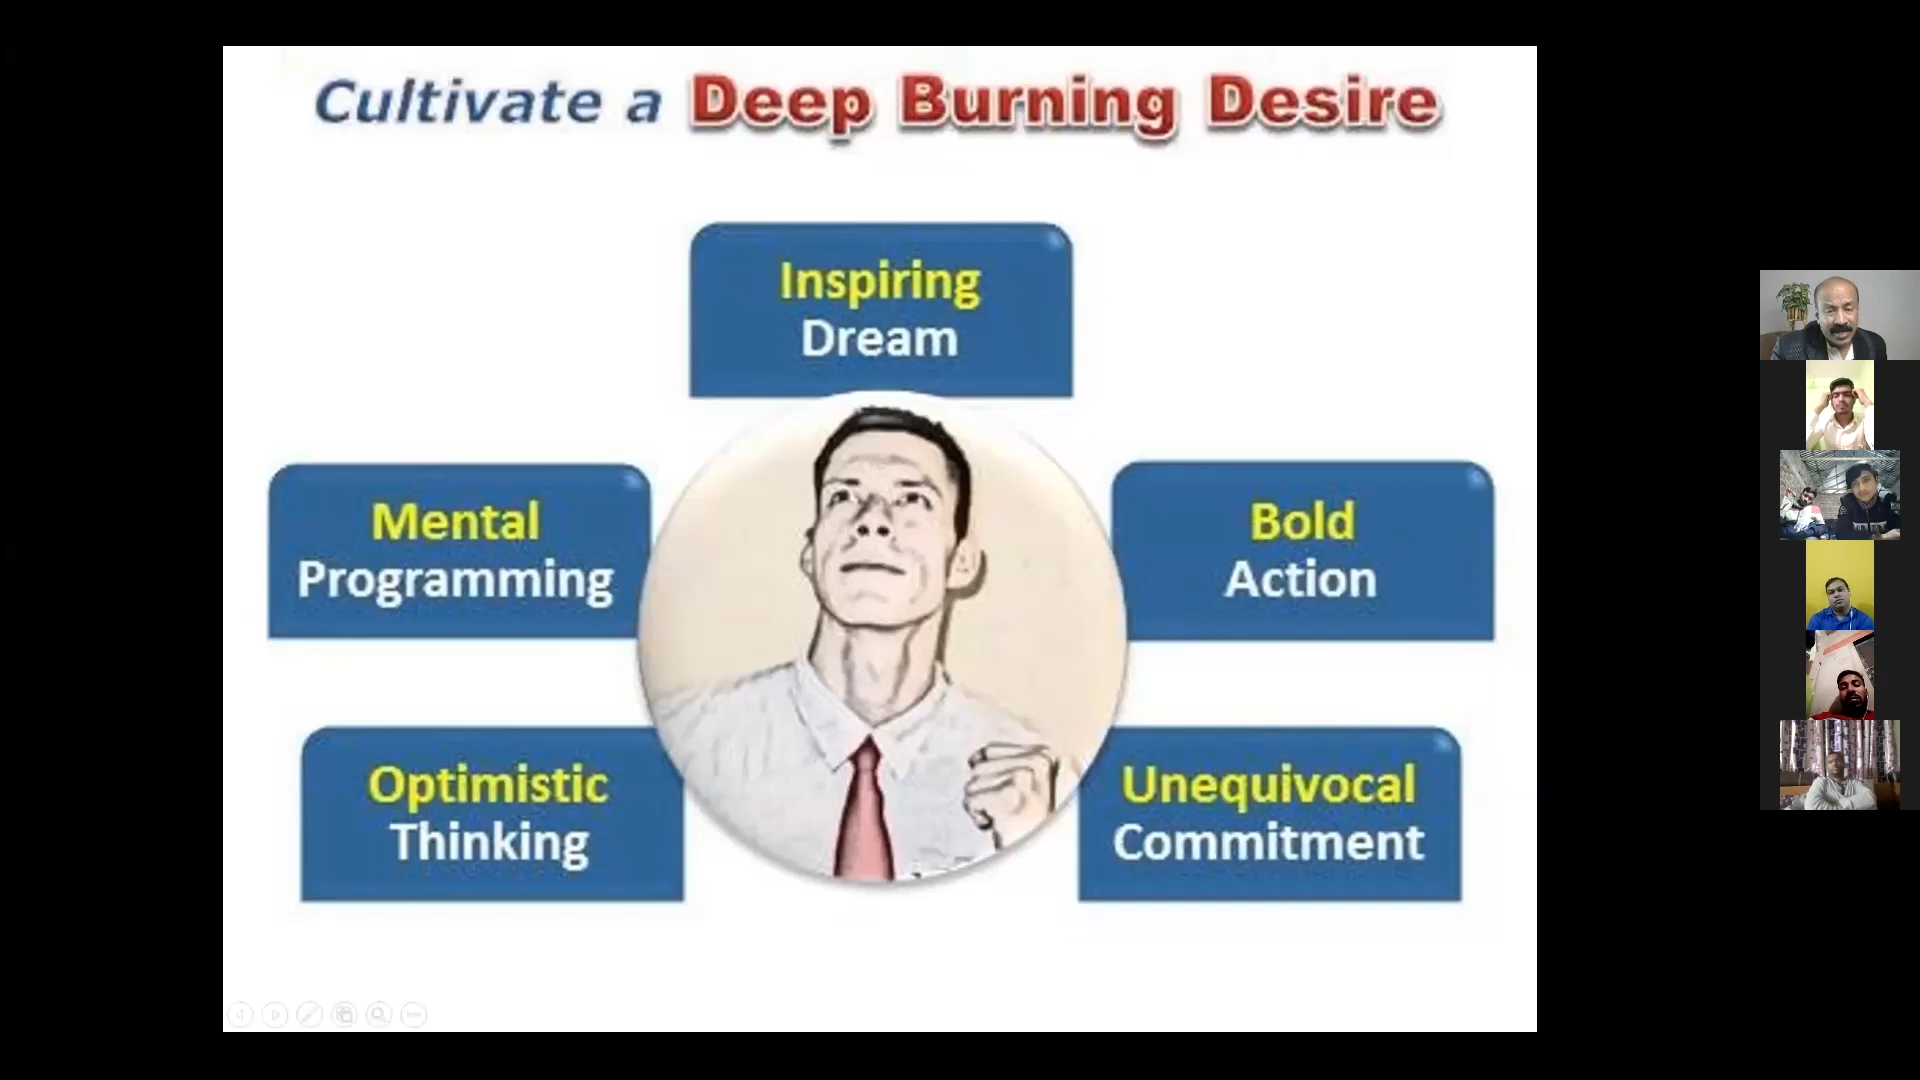 Cultivate a Deep Burning Desire
Inspiring
Dream
Mental
Programming
Bold
Action
Optimistic
Thinking
Unequivocal
Commitment